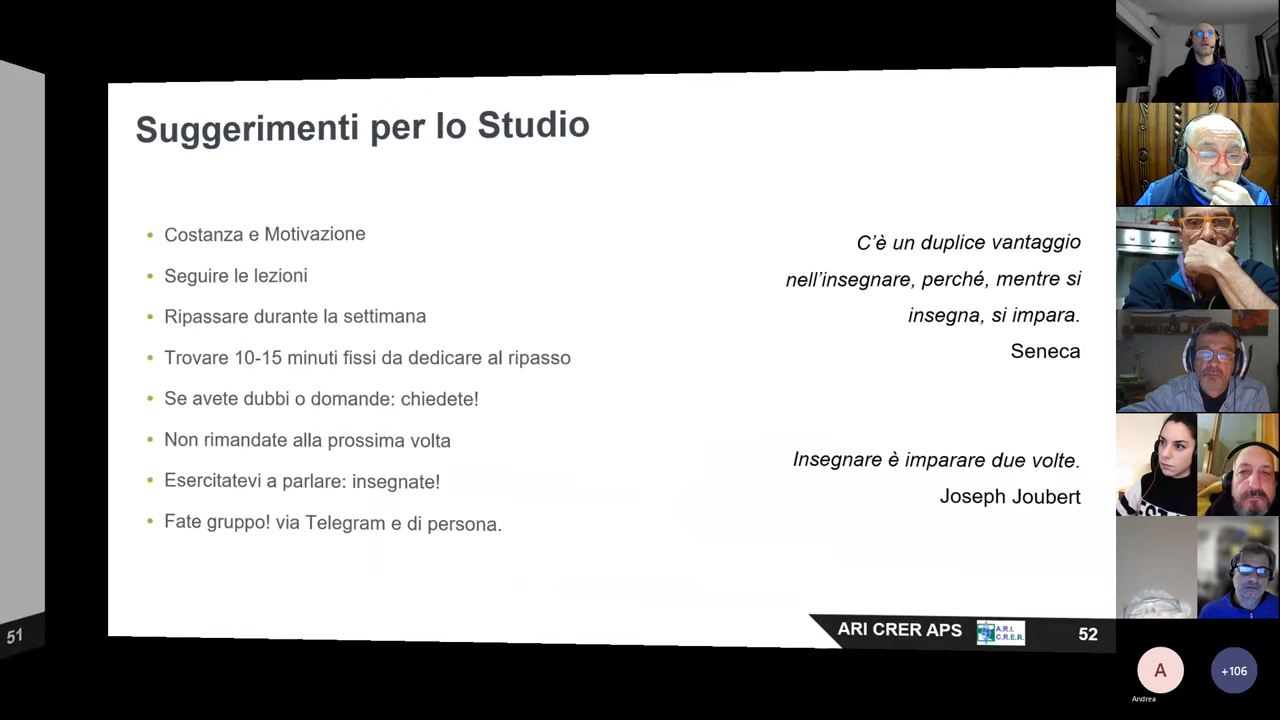 Suggerimenti per lo Studio
• Costanza e Motivazione
• Seguire le lezioni
• Ripassare durante la settimana
• Trovare 10-15 minuti fissi da dedicare al ripasso
• Se avete dubbi o domande: chiedete!
• Non rimandate alla prossima volta
• Esercitatevi a parlare: insegnate!
• Fate gruppo! via Telegram e di persona.
C'è un duplice vantaggio
nell'insegnare, perché, mentre si
insegna, si impara.
Seneca
Insegnare è imparare due volte.
Joseph Joubert
51
ARI CRER APS
A.R.I.
C.R.E.R.
52
A
Andrea
+106